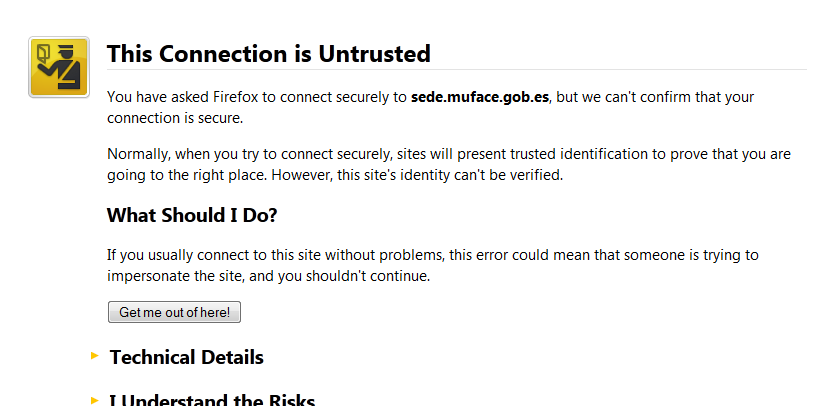 This Connection is Untrusted
You have asked Firefox to connect securely to sede.muface.gob.es, but we can't confirm that your
connection is secure.
Normally, when you try to connect securely, sites will present trusted identification to prove that you are
going to the right place. However, this site's identity can't be verified.
What Should I Do?
If you usually connect to this site without problems, this error could mean that someone is trying to
impersonate the site, and you shouldn't continue.
Get me out of here!
Technical Details
I Understand the Risks